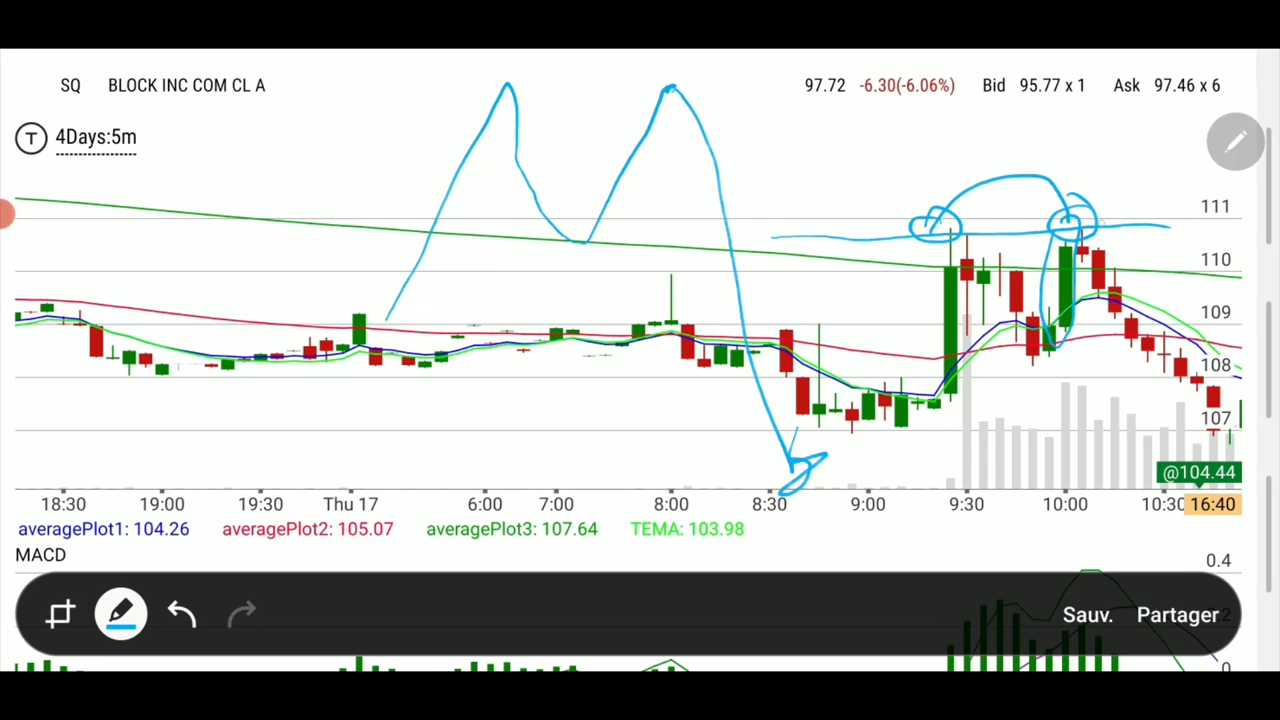 SQ BLOCK INC COM CL A 97.72 -6.30(-6.06%) Bid 95.77 x 1 Ask 97.46 x 6
T 4Days:5m
111
110
109
108
107
@104.44
18:30 19:00 Thu 17 6:00 7:00 8:00 8:30 9:00 9:30 10:00 10:30 16:40
averagePlot1: 104.26 averagePlot2: 105.07 averagePlot3: 107.64 TEMA: 103.98
MACD
0.4
Sauv. Partager
0